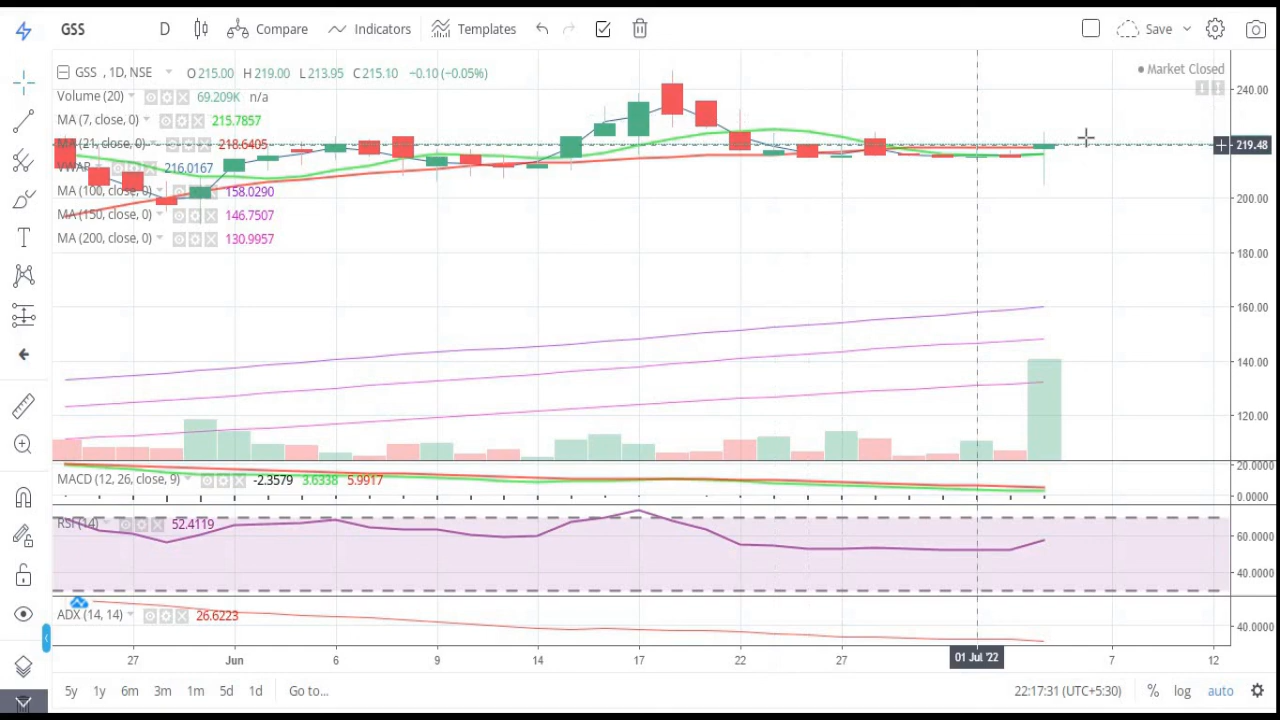 GSS D Compare Indicators Templates Save
GSS , 1D, NSE O 215.00 H 219.00 L 213.95 C 215.10 −0.10 (−0.05%) Market Closed
Volume (20) 69.209K n/a
MA (7, close, 0) 215.7857
MA (21, close, 0) 218.6405
VWAP 216.0167
MA (100, close, 0) 158.0290
MA (150, close, 0) 146.7507
MA (200, close, 0) 130.9957
240.00
219.48
200.00
180.00
160.00
140.00
120.00
20.0000
MACD (12, 26, close, 9) -2.3579 3.6338 5.9917
0.0000
RSI (14) 52.4119
60.0000
40.0000
ADX (14, 14) 26.6223
40.0000
27 Jun 6 9 14 17 22 27 01 Jul '22 7 12
5y 1y 6m 3m 1m 5d 1d Go to... 22:17:31 (UTC+5:30) % log auto